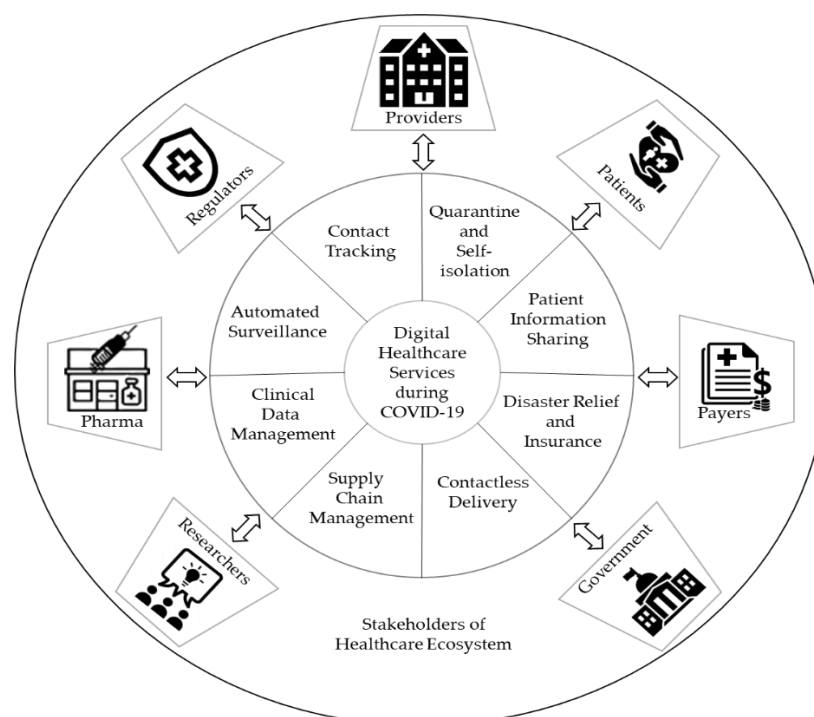 Providers
Regulators
Patients
Contact
Tracking
Quarantine
and
Self-
isolation
Automated
Surveillance
Patient
Information
Sharing
Digital
Healthcare
Services
during
COVID-19
Pharma
Payers
Clinical
Data
Management
Disaster Relief
and
Insurance
Supply
Chain
Management
Contactless
Delivery
Researchers
Government
Stakeholders of
Healthcare Ecosystem